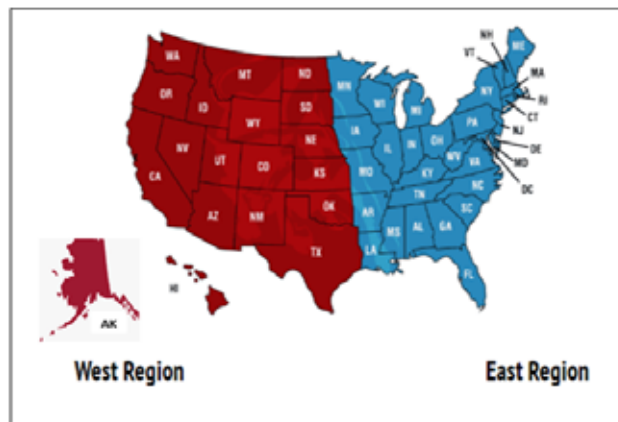 NH
VT
ME
WA
MT
ND
MN
OR
ID
SD
WI
MI
NY
MA
RI
CT
WY
IA
PA
NJ
NE
NV
UT
CO
IL
IN
OH
DE
MD
DC
WV
VA
CA
KS
MO
KY
NC
TN
AZ
NM
OK
AR
SC
MS
AL
GA
TX
LA
FL
HI
AK
West Region
East Region